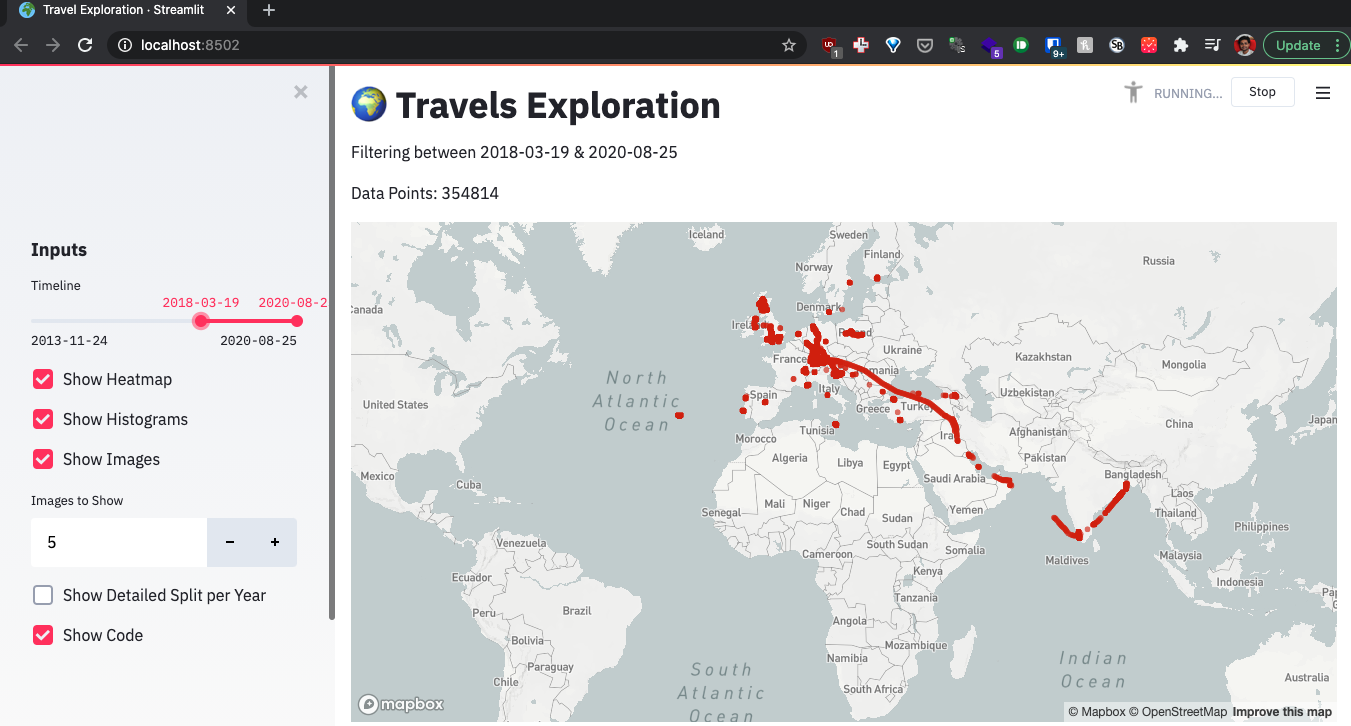 Travel Exploration · Streamlit
localhost:8502
1
5
9+
Update
Travels Exploration
RUNNING...
Stop
Filtering between 2018-03-19 & 2020-08-25
Data Points: 354814
Inputs
Timeline
2018-03-19
2020-08-2
2013-11-24
2020-08-25
Show Heatmap
Show Histograms
Show Images
Images to Show
5
Show Detailed Split per Year
Show Code
Iceland
Sweden
Finland
Norway
Russia
Denmark
Canada
Ukraine
France
Kazakhstan
Mongolia
North
Atlantic
Ocean
United States
Spain
Italy
Greece
Uzbekistan
China
Japan
Tunisia
Morocco
Afghanistan
Algeria
Libya
Egypt
Pakistan
Mexico
Cuba
Saudi Arabia
Bangladesh
Laos
Senegal
Mali
Niger
Chad
Sudan
Yemen
Thailand
Philippines
Venezuela
Cameroon
South Sudan
Somalia
Maldives
Malaysia
Ecuador
Kenya
Indonesia
Peru
Brazil
Tanzania
Angola
Bolivia
Mozambique
Namibia
Paraguay
Chile
South
Atlantic
Ocean
Indian
Ocean
South Africa
Australia
mapbox
© Mapbox © OpenStreetMap Improve this map